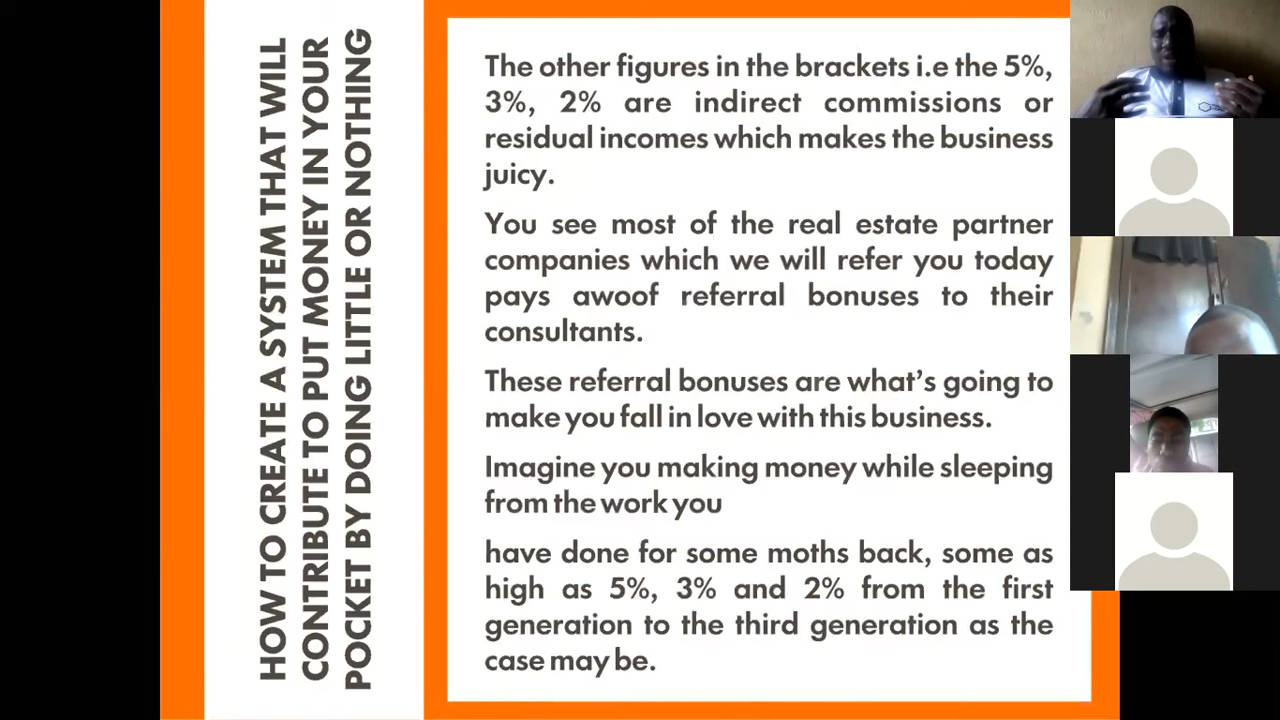 HOW TO CREATE A SYSTEM THAT WILL
CONTRIBUTE TO PUT MONEY IN YOUR
POCKET BY DOING LITTLE OR NOTHING
The other figures in the brackets i.e the 5%,
3%, 2% are indirect commissions or
residual incomes which makes the business
juicy.
You see most of the real estate partner
companies which we will refer you today
pays awoof referral bonuses to their
consultants.
These referral bonuses are what's going to
make you fall in love with this business.
Imagine you making money while sleeping
from the work you
have done for some moths back, some as
high as 5%, 3% and 2% from the first
generation to the third generation as the
case may be.